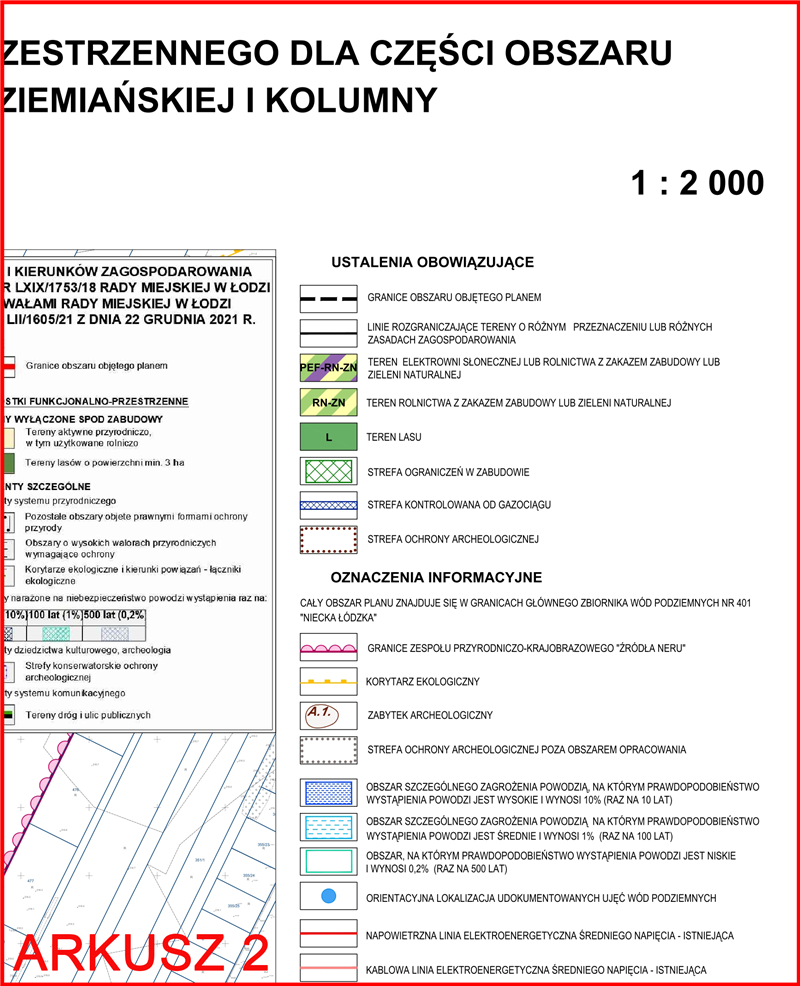 ZESTRZENNEGO DLA CZĘŚCI OBSZARU
ZIEMIAŃSKIEJ I KOLUMNY
1 : 2 000
I KIERUNKÓW ZAGOSPODAROWANIA
R LXIX/1753/18 RADY MIEJSKIEJ W ŁODZI
WAŁAMI RADY MIEJSKIEJ W ŁODZI
LII/1605/21 Z DNIA 22 GRUDNIA 2021 R.
Granice obszaru objętego planem
STKI FUNKCJONALNO-PRZESTRZENNE
NY WYŁĄCZONE SPOD ZABUDOWY
Tereny aktywne przyrodniczo,
w tym użytkowane rolniczo
Tereny lasów o powierzchni min. 3 ha
NTY SZCZEGÓLNE
ty systemu przyrodniczego
Pozostałe obszary objęte prawnymi formami ochrony
przyrody
Obszary o wysokich walorach przyrodniczych
wymagające ochrony
Korytarze ekologiczne i kierunki powiązań - łączniki
ekologiczne
y narażone na niebezpieczeństwo powodzi wystąpienia raz na:
10%)
100 lat (1%)
500 lat (0,2%
ty dziedzictwa kulturowego, archeologia
Strefy konserwatorskie ochrony
archeologicznej
ty systemu komunikacyjnego
Tereny dróg i ulic publicznych
ARKUSZ 2
USTALENIA OBOWIĄZUJĄCE
GRANICE OBSZARU OBJĘTEGO PLANEM
LINIE ROZGRANICZAJĄCE TERENY O RÓŻNYM PRZEZNACZENIU LUB RÓŻNYCH
ZASADACH ZAGOSPODAROWANIA
PEF-RN-ZN
TEREN ELEKTROWNI SŁONECZNEJ LUB ROLNICTWA Z ZAKAZEM ZABUDOWY LUB
ZIELENI NATURALNEJ
RN-ZN
TEREN ROLNICTWA Z ZAKAZEM ZABUDOWY LUB ZIELENI NATURALNEJ
L
TEREN LASU
STREFA OGRANICZEŃ W ZABUDOWIE
STREFA KONTROLOWANA OD GAZOCIĄGU
STREFA OCHRONY ARCHEOLOGICZNEJ
OZNACZENIA INFORMACYJNE
CAŁY OBSZAR PLANU ZNAJDUJE SIĘ W GRANICACH GŁÓWNEGO ZBIORNIKA WÓD PODZIEMNYCH NR 401
"NIECKA ŁÓDZKA"
GRANICE ZESPOŁU PRZYRODNICZO-KRAJOBRAZOWEGO "ŹRÓDŁA NERU"
KORYTARZ EKOLOGICZNY
A.1.
ZABYTEK ARCHEOLOGICZNY
STREFA OCHRONY ARCHEOLOGICZNEJ POZA OBSZAREM OPRACOWANIA
OBSZAR SZCZEGÓLNEGO ZAGROŻENIA POWODZIĄ, NA KTÓRYM PRAWDOPODOBIEŃSTWO
WYSTĄPIENIA POWODZI JEST WYSOKIE I WYNOSI 10% (RAZ NA 10 LAT)
OBSZAR SZCZEGÓLNEGO ZAGROŻENIA POWODZIĄ, NA KTÓRYM PRAWDOPODOBIEŃSTWO
WYSTĄPIENIA POWODZI JEST ŚREDNIE I WYNOSI 1% (RAZ NA 100 LAT)
OBSZAR, NA KTÓRYM PRAWDOPODOBIEŃSTWO WYSTĄPIENIA POWODZI JEST NISKIE
I WYNOSI 0,2% (RAZ NA 500 LAT)
ORIENTACYJNA LOKALIZACJA UDOKUMENTOWANYCH UJĘĆ WÓD PODZIEMNYCH
NAPOWIETRZNA LINIA ELEKTROENERGETYCZNA ŚREDNIEGO NAPIĘCIA - ISTNIEJĄCA
KABLOWA LINIA ELEKTROENERGETYCZNA ŚREDNIEGO NAPIĘCIA - ISTNIEJĄCA